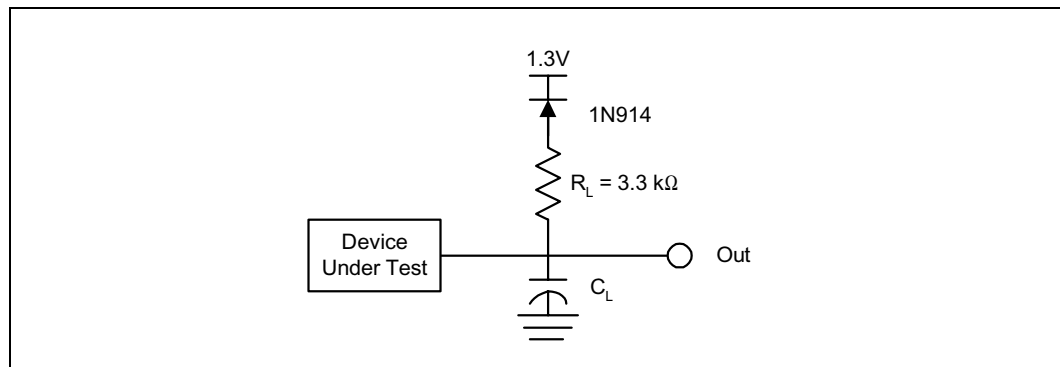 1.3V
1N914
R_L = 3.3 kΩ
Device
Under Test
Out
C_L